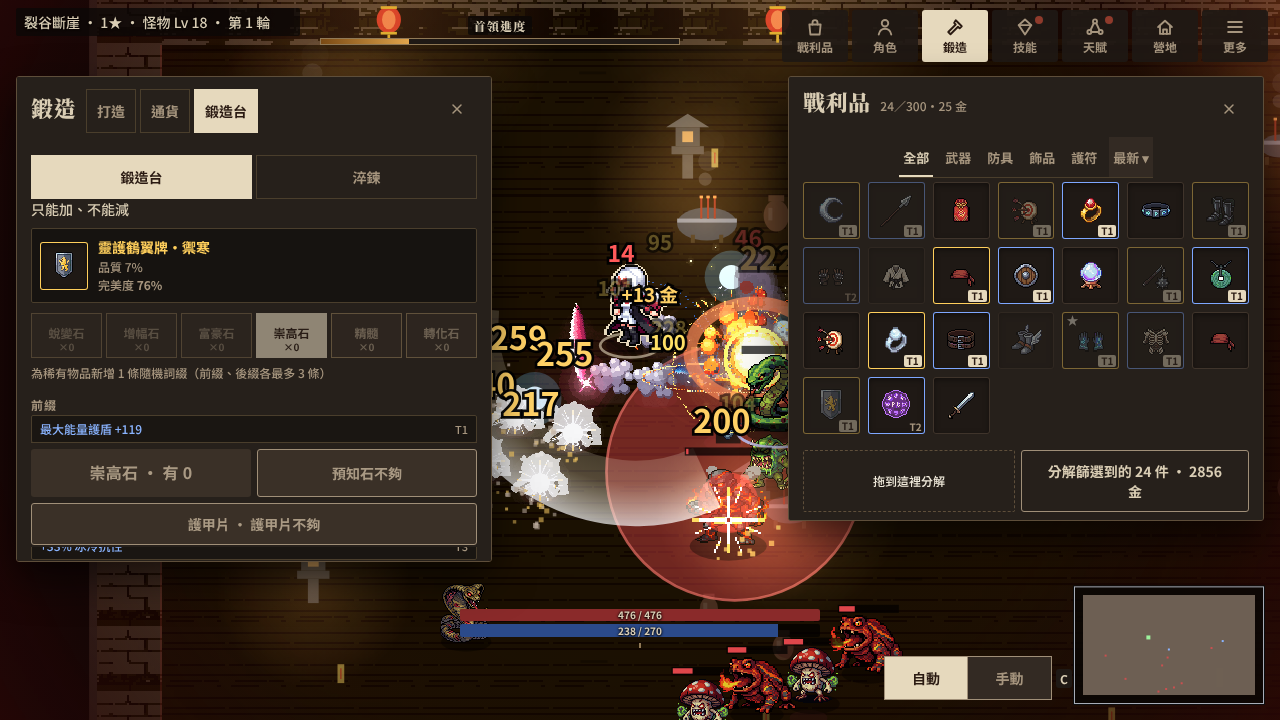 裂谷斷崖 • 1★ • 怪物 Lv 18 • 第 1 輪
首領進度
戰利品
角色
鍛造
技能
天賦
營地
更多
鍛造
打造
通貨
鍛造台
×
鍛造台
淬鍊
只能加、不能減
靈護鶴翼牌・禦寒
品質 7%
完美度 76%
蛻變石 ×0
增幅石 ×0
富豪石 ×0
崇高石 ×0
精髓 ×0
轉化石 ×0
為稀有物品新增 1 條隨機詞綴（前綴、後綴各最多 3 條）
前綴
最大能量護盾 +119 T1
崇高石 • 有 0
預知石不夠
護甲片 • 護甲片不夠
+33% 冰冷抗性 T3
戰利品 24／300 • 25 金
×
全部
武器
防具
飾品
護符
最新 ▾
T1
T1
T1
T1
T1
T2
T1
T1
T1
T1
T1
T1
T1
T1
T1
T2
拖到這裡分解
分解篩選到的 24 件 • 2856 金
14
95
46
222
+13 金
100
259
255
217
200
476 / 476
238 / 270
自動
手動
C